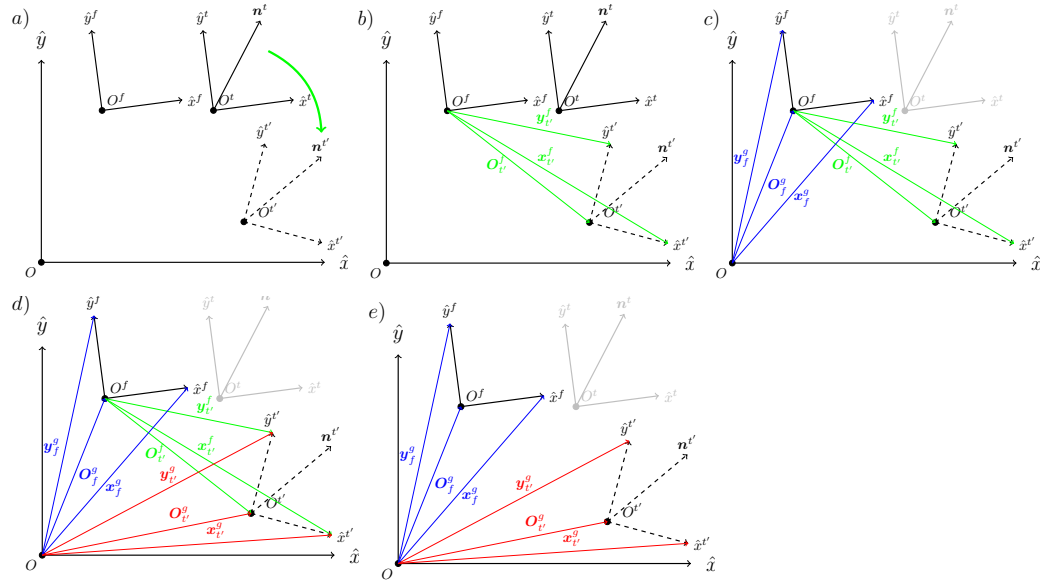 a)
ŷ^f
ŷ^t
n^t
ŷ
O^f
x̂^f
O^t
x̂^t
ŷ^{t'}
n^{t'}
O^{t'}
x̂^{t'}
O
x̂
b)
ŷ^f
ŷ^t
n^t
ŷ
O^f
x̂^f
O^t
x̂^t
y^f_{t'}
ŷ^{t'}
n^{t'}
O^f_{t'}
x^f_{t'}
O^{t'}
x̂^{t'}
O
x̂
c)
ŷ^f
ŷ^t
n^t
ŷ
O^f
x̂^f
O^t
x̂^t
y^f_{t'}
ŷ^{t'}
n^{t'}
y^g_f
O^f_{t'}
x^f_{t'}
O^g_f
x^g_f
O^{t'}
x̂^{t'}
O
x̂
d)
ŷ^f
ŷ^t
n
ŷ
O^f
x̂^f
O^t
x̂^t
y^f_{t'}
ŷ^{t'}
n^{t'}
y^g_f
O^f_{t'}
x^f_{t'}
O^g_f
x^g_f
y^g_{t'}
O^g_{t'}
O^{t'}
x^g_{t'}
x̂^{t'}
O
x̂
e)
ŷ^f
ŷ^t
n^t
ŷ
O^f
x̂^f
O^t
x̂^t
ŷ^{t'}
n^{t'}
y^g_f
O^g_f
x^g_f
y^g_{t'}
O^g_{t'}
O^{t'}
x^g_{t'}
x̂^{t'}
O
x̂